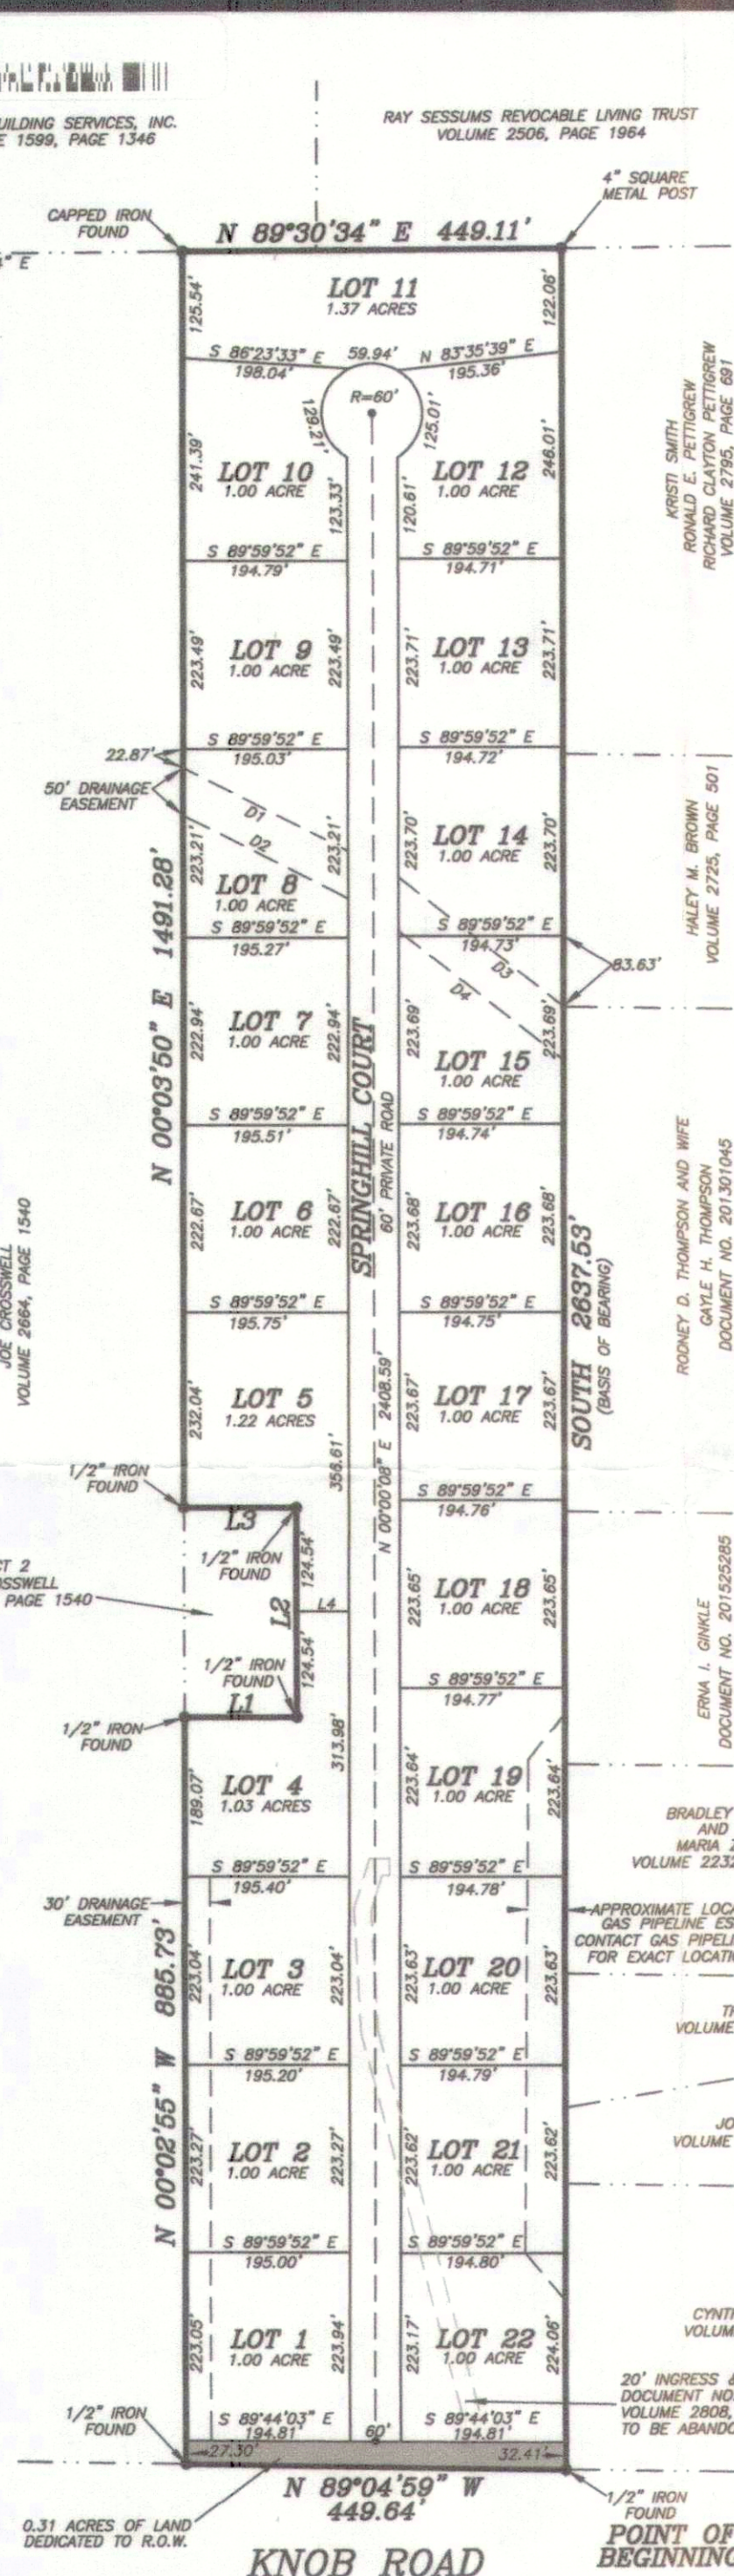 UILDING SERVICES, INC.
E 1599, PAGE 1346
RAY SESSUMS REVOCABLE LIVING TRUST
VOLUME 2506, PAGE 1964
4" SQUARE
METAL POST
CAPPED IRON
FOUND
N 89°30'34" E 449.11'
" E
125.54'
LOT 11
1.37 ACRES
122.06'
S 86°23'33" E
198.04'
59.94'
N 83°35'39" E
195.36'
R=60'
129.21'
125.01'
241.39'
LOT 10
1.00 ACRE
123.33'
120.61'
LOT 12
1.00 ACRE
246.01'
KRISTI SMITH
RONALD E. PETTIGREW
RICHARD CLAYTON PETTIGREW
VOLUME 2795, PAGE 691
S 89°59'52" E
194.79'
S 89°59'52" E
194.71'
223.49'
LOT 9
1.00 ACRE
223.49'
223.71'
LOT 13
1.00 ACRE
223.71'
S 89°59'52" E
195.03'
S 89°59'52" E
194.72'
22.87'
50' DRAINAGE
EASEMENT
D1
D2
223.21'
LOT 8
1.00 ACRE
223.21'
223.70'
LOT 14
1.00 ACRE
223.70'
HALEY M. BROWN
VOLUME 2725, PAGE 501
S 89°59'52" E
195.27'
S 89°59'52" E
194.73'
D3
D4
83.63'
N 00°03'50" E 1491.28'
222.94'
LOT 7
1.00 ACRE
222.94'
223.69'
LOT 15
1.00 ACRE
223.69'
SPRINGHILL COURT
60' PRIVATE ROAD
S 89°59'52" E
195.51'
S 89°59'52" E
194.74'
222.67'
LOT 6
1.00 ACRE
222.67'
223.68'
LOT 16
1.00 ACRE
223.68'
RODNEY D. THOMPSON AND WIFE
GAYLE H. THOMPSON
DOCUMENT NO. 201301045
JOE CROSSWELL
VOLUME 2664, PAGE 1540
S 89°59'52" E
195.75'
S 89°59'52" E
194.75'
SOUTH 2637.53'
(BASIS OF BEARING)
232.04'
LOT 5
1.22 ACRES
356.61'
N 00°00'08" E 2408.59'
223.67'
LOT 17
1.00 ACRE
223.67'
1/2" IRON
FOUND
S 89°59'52" E
194.76'
L3
1/2" IRON
FOUND
124.54'
L2
L4
T 2
SSWELL
PAGE 1540
223.65'
LOT 18
1.00 ACRE
223.65'
ERNA I. GINKLE
DOCUMENT NO. 201525285
1/2" IRON
FOUND
124.54'
L1
1/2" IRON
FOUND
S 89°59'52" E
194.77'
189.07'
LOT 4
1.03 ACRES
313.98'
223.64'
LOT 19
1.00 ACRE
223.64'
BRADLEY
AND
MARIA
VOLUME 2232
S 89°59'52" E
195.40'
S 89°59'52" E
194.78'
30' DRAINAGE
EASEMENT
APPROXIMATE LOCA
GAS PIPELINE ES
CONTACT GAS PIPELI
FOR EXACT LOCATI
N 00°02'55" W 885.73'
223.04'
LOT 3
1.00 ACRE
223.04'
223.63'
LOT 20
1.00 ACRE
223.63'
VOLUME
S 89°59'52" E
195.20'
S 89°59'52" E
194.79'
223.27'
LOT 2
1.00 ACRE
223.27'
223.62'
LOT 21
1.00 ACRE
223.62'
JO
VOLUME
S 89°59'52" E
195.00'
S 89°59'52" E
194.80'
223.05'
LOT 1
1.00 ACRE
223.94'
223.17'
LOT 22
1.00 ACRE
224.06'
CYNT
VOLUM
20' INGRESS &
DOCUMENT NO
VOLUME 2808,
TO BE ABANDO
1/2" IRON
FOUND
S 89°44'03" E
194.81'
60'
S 89°44'03" E
194.81'
27.30'
32.41'
N 89°04'59" W
449.64'
1/2" IRON
FOUND
0.31 ACRES OF LAND
DEDICATED TO R.O.W.
POINT OF
BEGINNING
KNOB ROAD